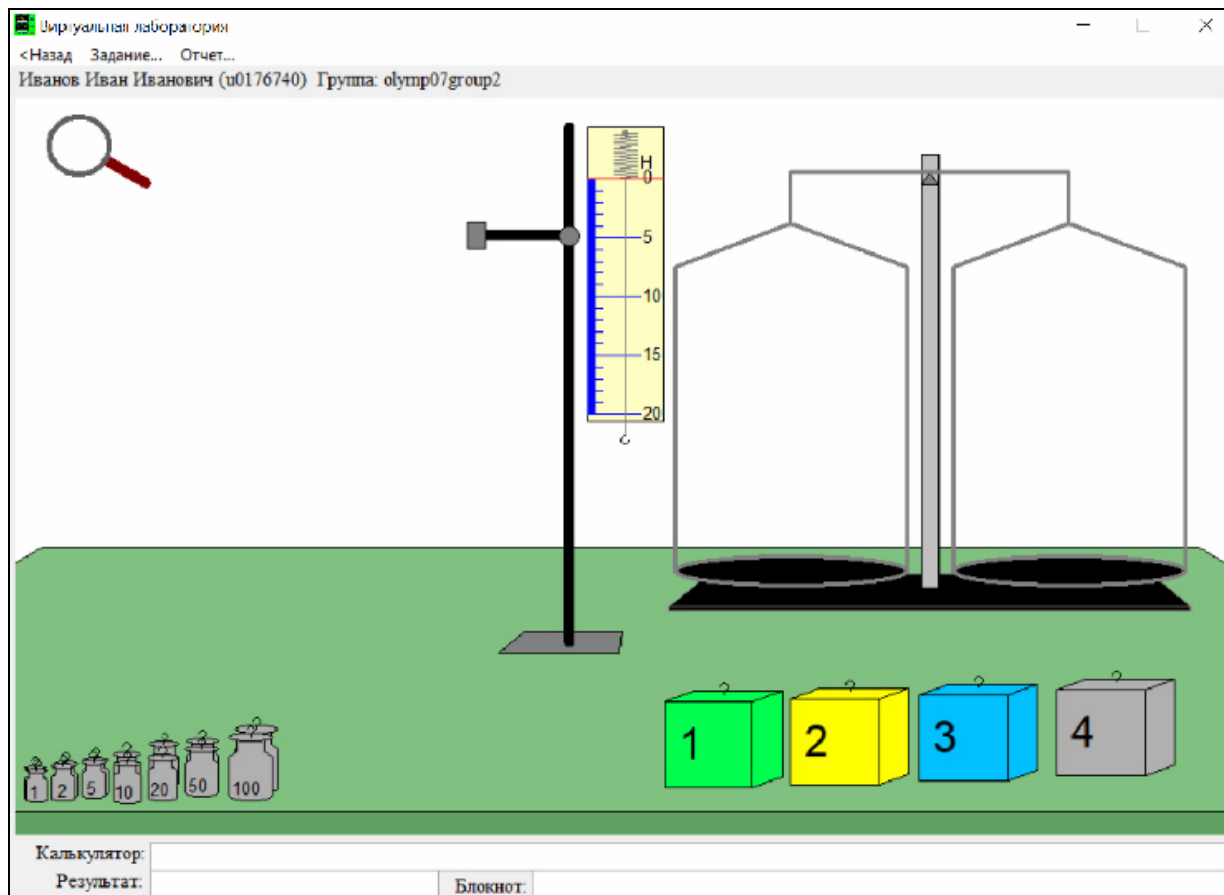 Виртуальная лаборатория
<Назад Задание... Отчет...
Иванов Иван Иванович (u0176740) Группа: olymp07group2
Н
0
5
10
15
20
1 2 3 4
1 2 5 10 20 50 100
Калькулятор:
Результат: Блокнот: